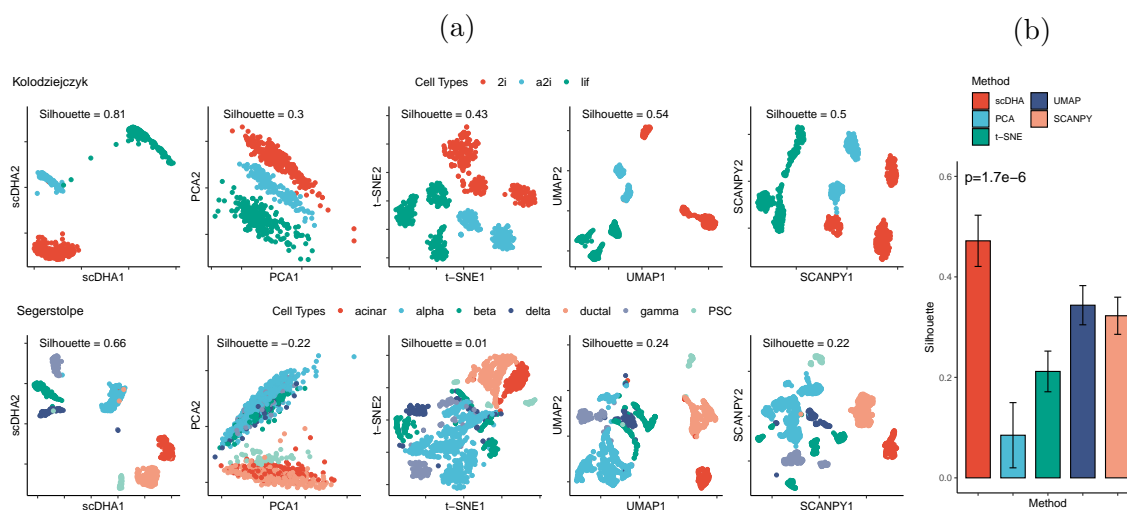 (a)
Kolodziejczyk
Cell Types 2i a2i lif
Silhouette = 0.81
scDHA2
scDHA1
Silhouette = 0.3
PCA2
PCA1
Silhouette = 0.43
t−SNE2
t−SNE1
Silhouette = 0.54
UMAP2
UMAP1
Silhouette = 0.5
SCANPY2
SCANPY1
Segerstolpe
Cell Types acinar alpha beta delta ductal gamma PSC
Silhouette = 0.66
scDHA2
scDHA1
Silhouette = −0.22
PCA2
PCA1
Silhouette = 0.01
t−SNE2
t−SNE1
Silhouette = 0.24
UMAP2
UMAP1
Silhouette = 0.22
SCANPY2
SCANPY1
(b)
Method
scDHA UMAP
PCA SCANPY
t−SNE
p=1.7e−6
Silhouette
0.6
0.4
0.2
0.0
Method